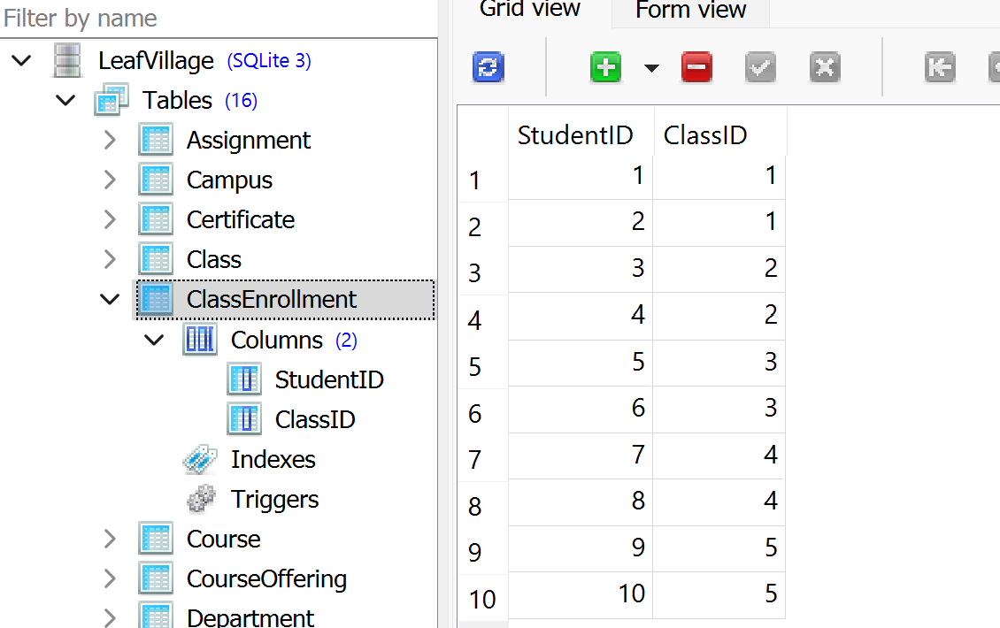 Filter by name
LeafVillage (SQLite 3)
Tables (16)
Assignment
Campus
Certificate
Class
ClassEnrollment
Columns (2)
StudentID
ClassID
Indexes
Triggers
Course
CourseOffering
Department
Grid view Form view
StudentID ClassID
1 1 1
2 2 1
3 3 2
4 4 2
5 5 3
6 6 3
7 7 4
8 8 4
9 9 5
10 10 5